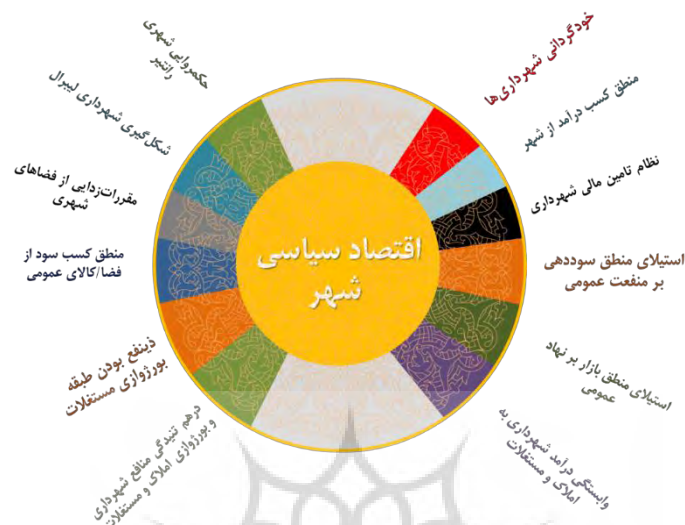 خودگردانی شهرداری‌ها
منطق کسب درآمد از شهر
نظام تامین مالی شهرداری
استیلای منطق سوددهی
بر منفعت عمومی
استیلای منطق بازار بر نهاد
عمومی
وابستگی درآمد شهرداری به
املاک و مستغلات
حکمروایی شهری
رانتیر
شکل‌گیری شهرداری لیبرال
مقررات‌زدایی از فضاهای
شهری
منطق کسب سود از
فضا/کالای عمومی
ذینفع بودن طبقه
بورژوازی مستغلات
درهم تنیدگی منافع شهرداری
و بورژوازی املاک و مستغلات
اقتصاد سیاسی
شهر